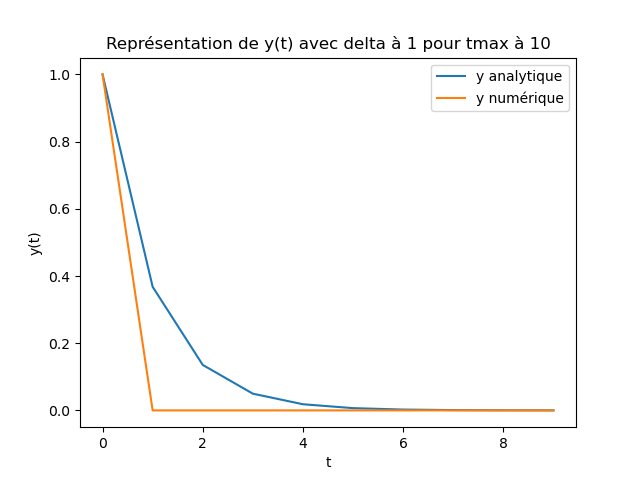 Représentation de y(t) avec delta à 1 pour tmax à 10
y analytique
y numérique
y(t)
1.0
0.8
0.6
0.4
0.2
0.0
0 2 4 6 8
t